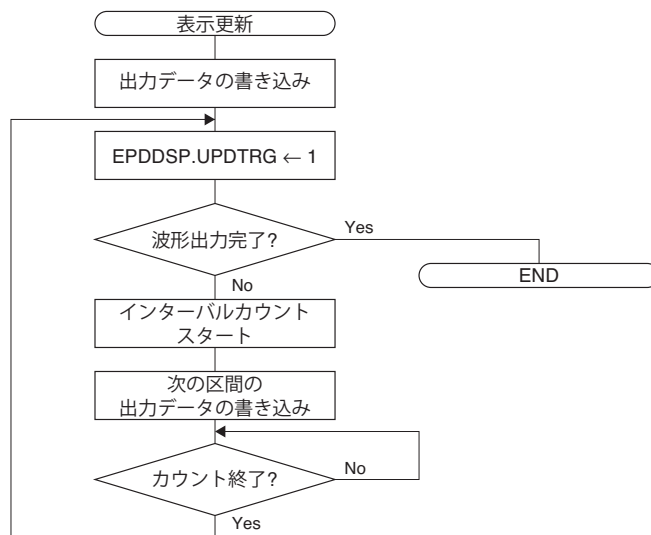 表示更新
出力データの書き込み
EPDDSP.UPDTRG ← 1
波形出力完了?
Yes
END
No
インターバルカウント
スタート
次の区間の
出力データの書き込み
カウント終了?
No
Yes